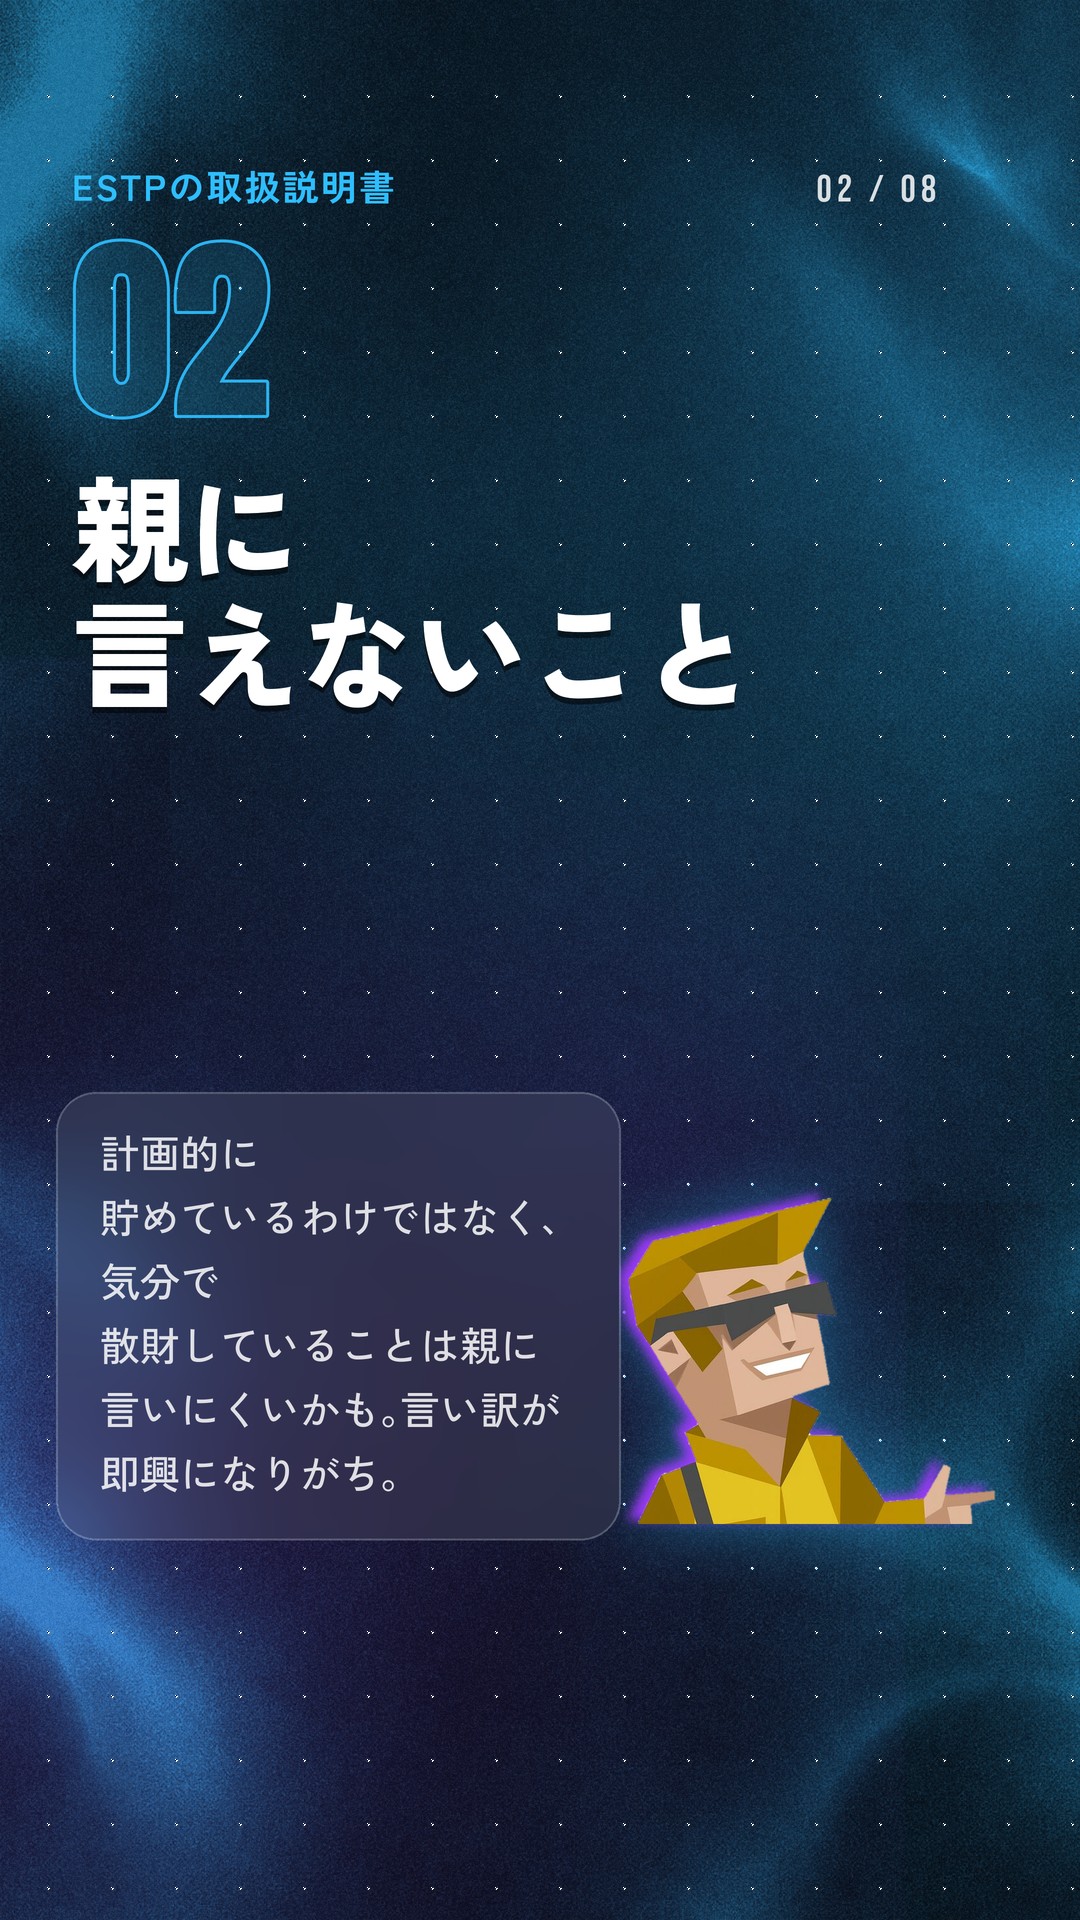 ESTPの取扱説明書
02 / 08
02
親に
言えないこと
計画的に
貯めているわけではなく、
気分で
散財していることは親に
言いにくいかも。言い訳が
即興になりがち。